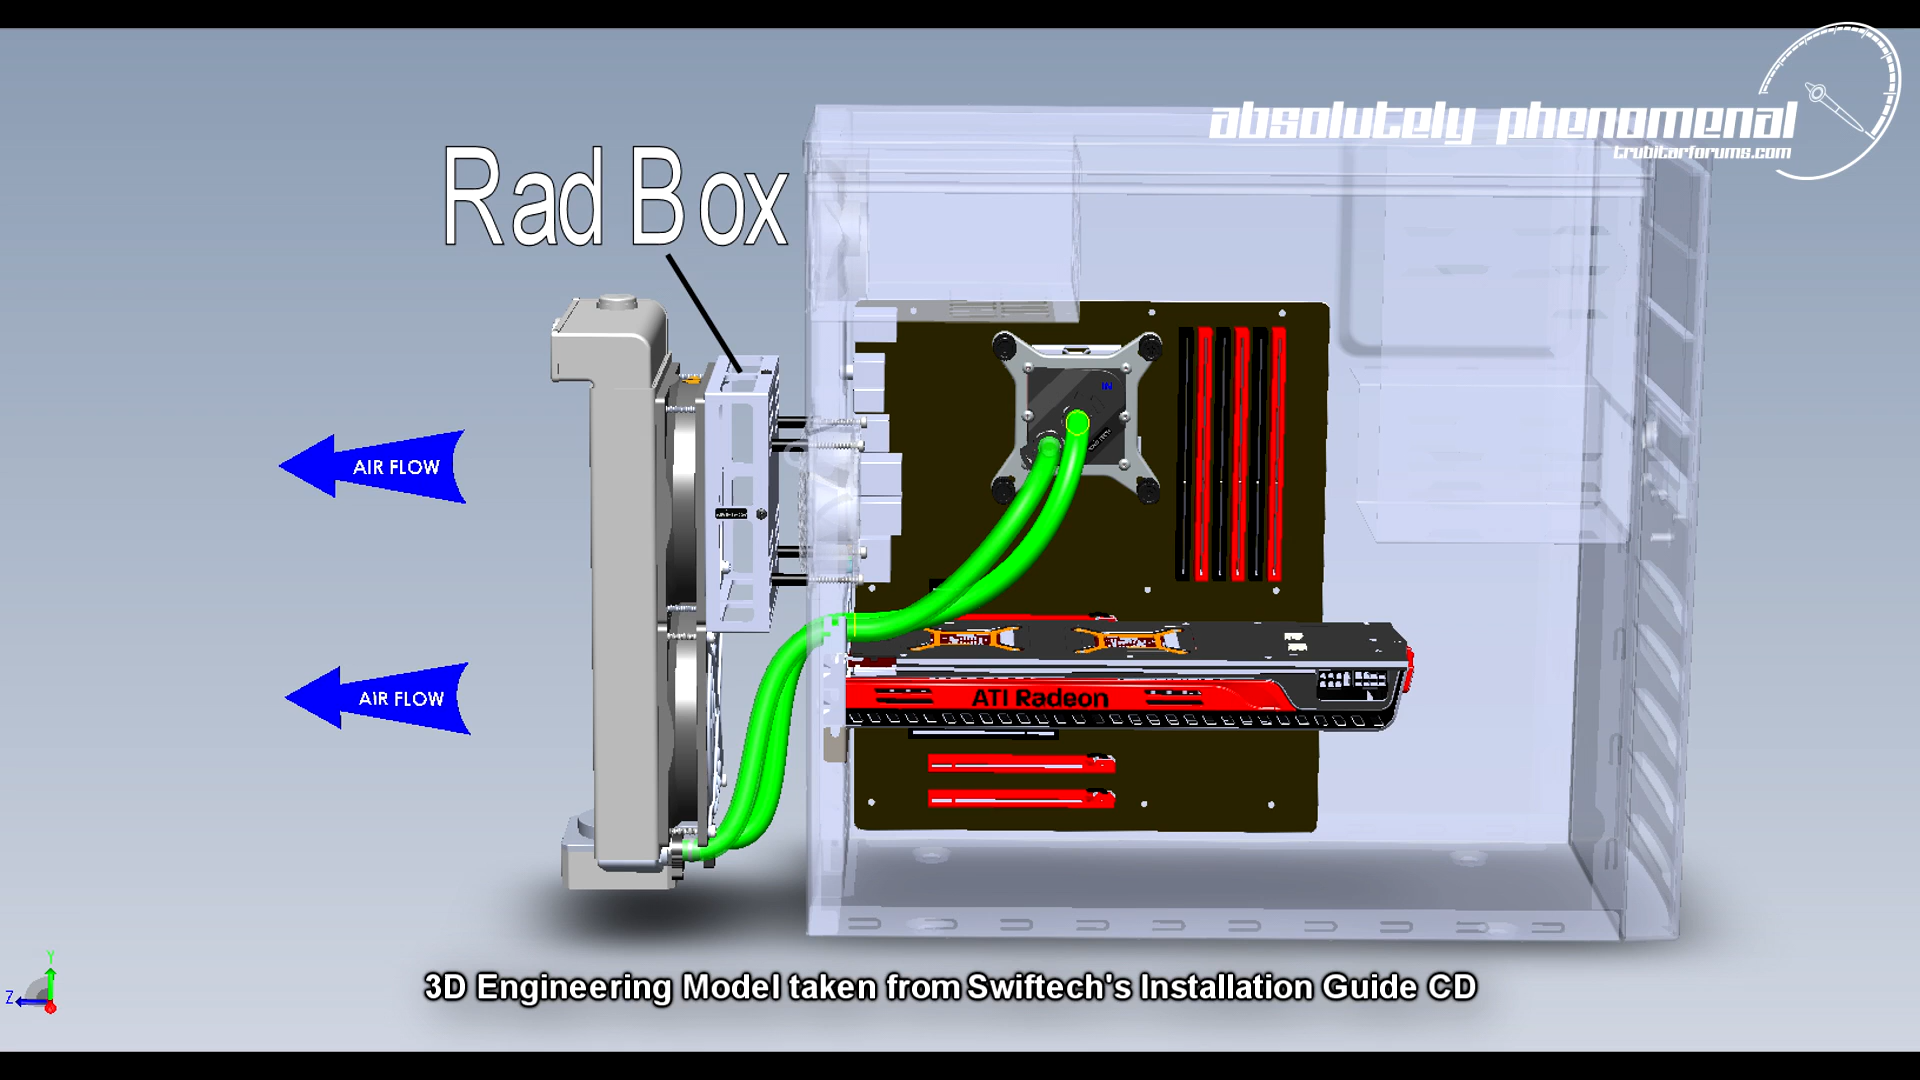 absolutely phenomenal
trubitarforums.com
Rad Box
IN
AIR FLOW
AIR FLOW
ATI Radeon
Y
Z
3D Engineering Model taken from Swiftech's Installation Guide CD